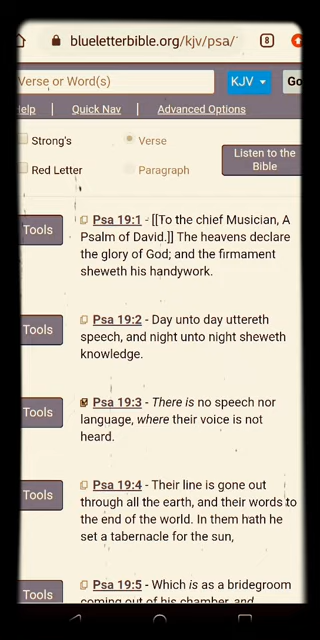 blueletterbible.org/kjv/psa/
8
Verse or Word(s)
KJV
Go
Help | Quick Nav | Advanced Options
Strong's
Verse
Red Letter
Paragraph
Listen to the
Bible
Tools
Psa 19:1 - [[To the chief Musician, A
Psalm of David.]] The heavens declare
the glory of God; and the firmament
sheweth his handywork.
Tools
Psa 19:2 - Day unto day uttereth
speech, and night unto night sheweth
knowledge.
Tools
Psa 19:3 - There is no speech nor
language, where their voice is not
heard.
Tools
Psa 19:4 - Their line is gone out
through all the earth, and their words to
the end of the world. In them hath he
set a tabernacle for the sun,
Tools
Psa 19:5 - Which is as a bridegroom
coming out of his chamber, and